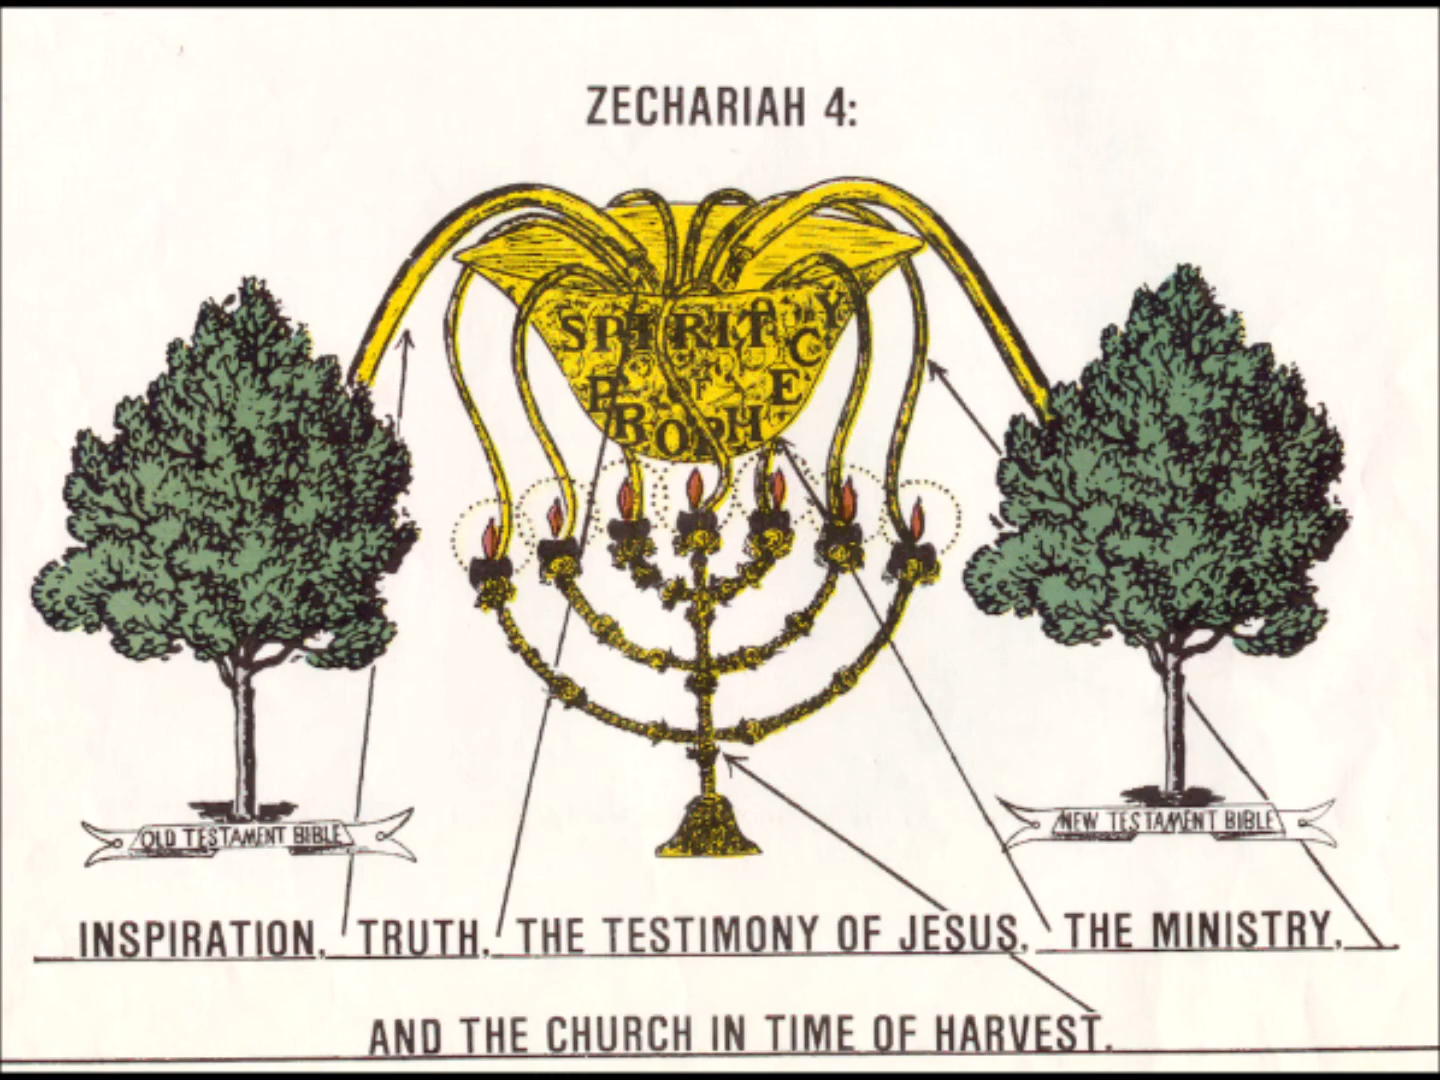 ZECHARIAH 4:
SPIRIT
OF
PROPHECY
OLD TESTAMENT BIBLE
NEW TESTAMENT BIBLE
INSPIRATION, TRUTH, THE TESTIMONY OF JESUS, THE MINISTRY,
AND THE CHURCH IN TIME OF HARVEST.